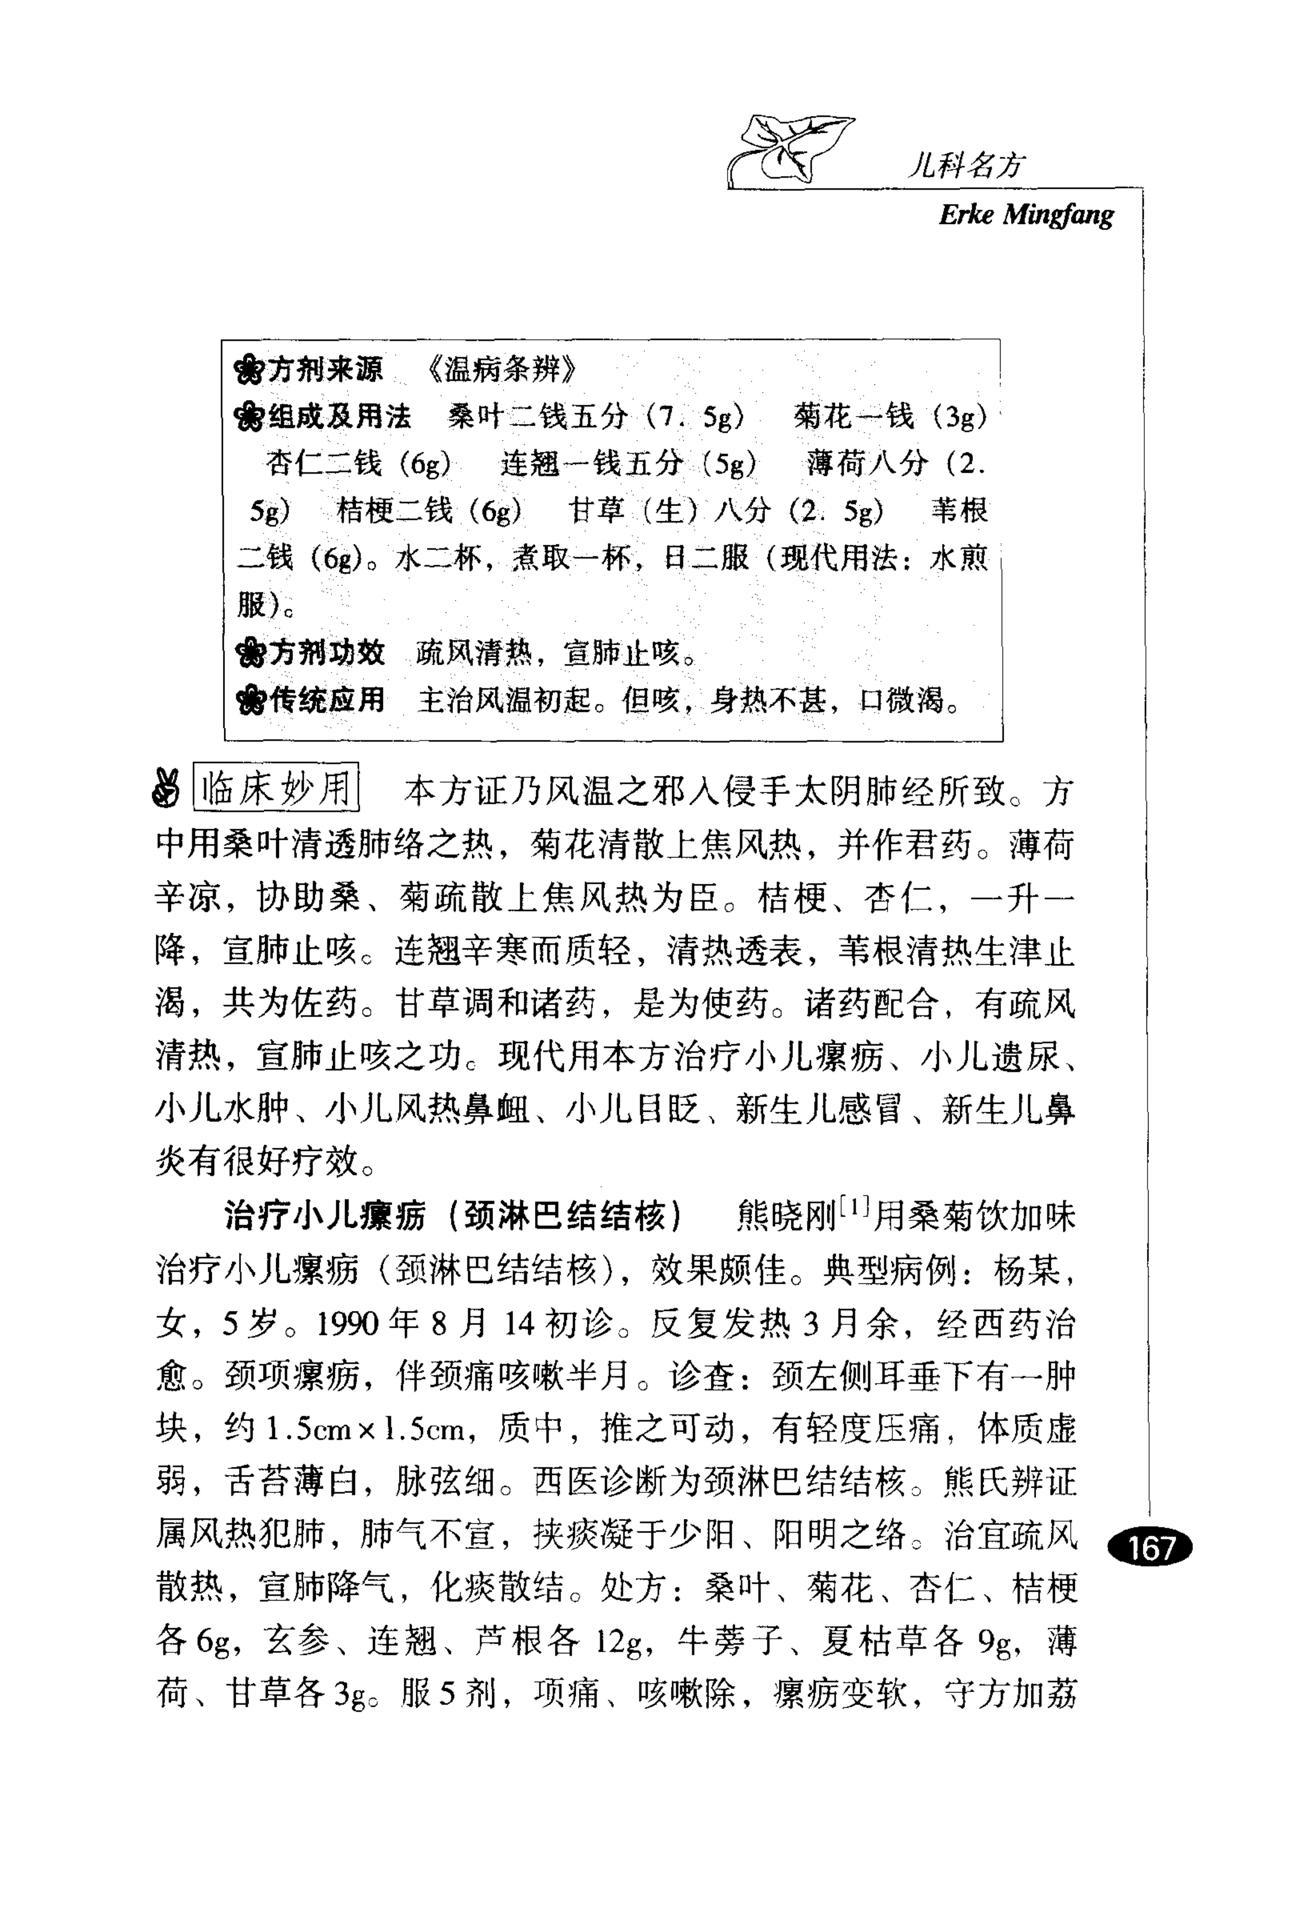 儿科名方
Erke Mingfang
方剂来源 《温病条辨》
组成及用法 桑叶二钱五分（7．5g） 菊花一钱（3g）
杏仁二钱（6g） 连翘一钱五分（5g） 薄荷八分（2．
5g） 桔梗二钱（6g） 甘草（生）八分（2．5g） 苇根
二钱（6g）。水二杯，煮取一杯，日二服（现代用法：水煎
服）。
方剂功效 疏风清热，宣肺止咳。
传统应用 主治风温初起。但咳，身热不甚，口微渴。
临床妙用 本方证乃风温之邪入侵手太阴肺经所致。方
中用桑叶清透肺络之热，菊花清散上焦风热，并作君药。薄荷
辛凉，协助桑、菊疏散上焦风热为臣。桔梗、杏仁，一升一
降，宣肺止咳。连翘辛寒而质轻，清热透表，苇根清热生津止
渴，共为佐药。甘草调和诸药，是为使药。诸药配合，有疏风
清热，宣肺止咳之功。现代用本方治疗小儿瘰疬、小儿遗尿、
小儿水肿、小儿风热鼻衄、小儿目眨、新生儿感冒、新生儿鼻
炎有很好疗效。
治疗小儿瘰疬（颈淋巴结结核） 熊晓刚[1]用桑菊饮加味
治疗小儿瘰疬（颈淋巴结结核），效果颇佳。典型病例：杨某，
女，5岁。1990年8月14初诊。反复发热3月余，经西药治
愈。颈项瘰疬，伴颈痛咳嗽半月。诊查：颈左侧耳垂下有一肿
块，约1.5cm×1.5cm，质中，推之可动，有轻度压痛，体质虚
弱，舌苔薄白，脉弦细。西医诊断为颈淋巴结结核。熊氏辨证
属风热犯肺，肺气不宣，挟痰凝于少阳、阳明之络。治宜疏风
散热，宣肺降气，化痰散结。处方：桑叶、菊花、杏仁、桔梗
各6g，玄参、连翘、芦根各12g，牛蒡子、夏枯草各9g，薄
荷、甘草各3g。服5剂，项痛、咳嗽除，瘰疬变软，守方加荔
167